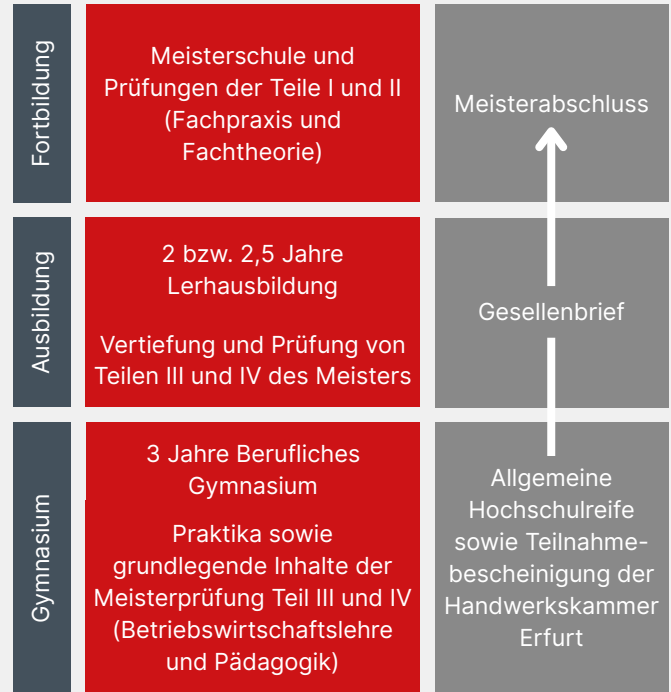 Fortbildung
Meisterschule und
Prüfungen der Teile I und II
(Fachpraxis und
Fachtheorie)
Meisterabschluss
Ausbildung
2 bzw. 2,5 Jahre
Lerhausbildung
Vertiefung und Prüfung von
Teilen III und IV des Meisters
Gesellenbrief
Gymnasium
3 Jahre Berufliches
Gymnasium
Praktika sowie
grundlegende Inhalte der
Meisterprüfung Teil III und IV
(Betriebswirtschaftslehre
und Pädagogik)
Allgemeine
Hochschulreife
sowie Teilnahme-
bescheinigung der
Handwerkskammer
Erfurt